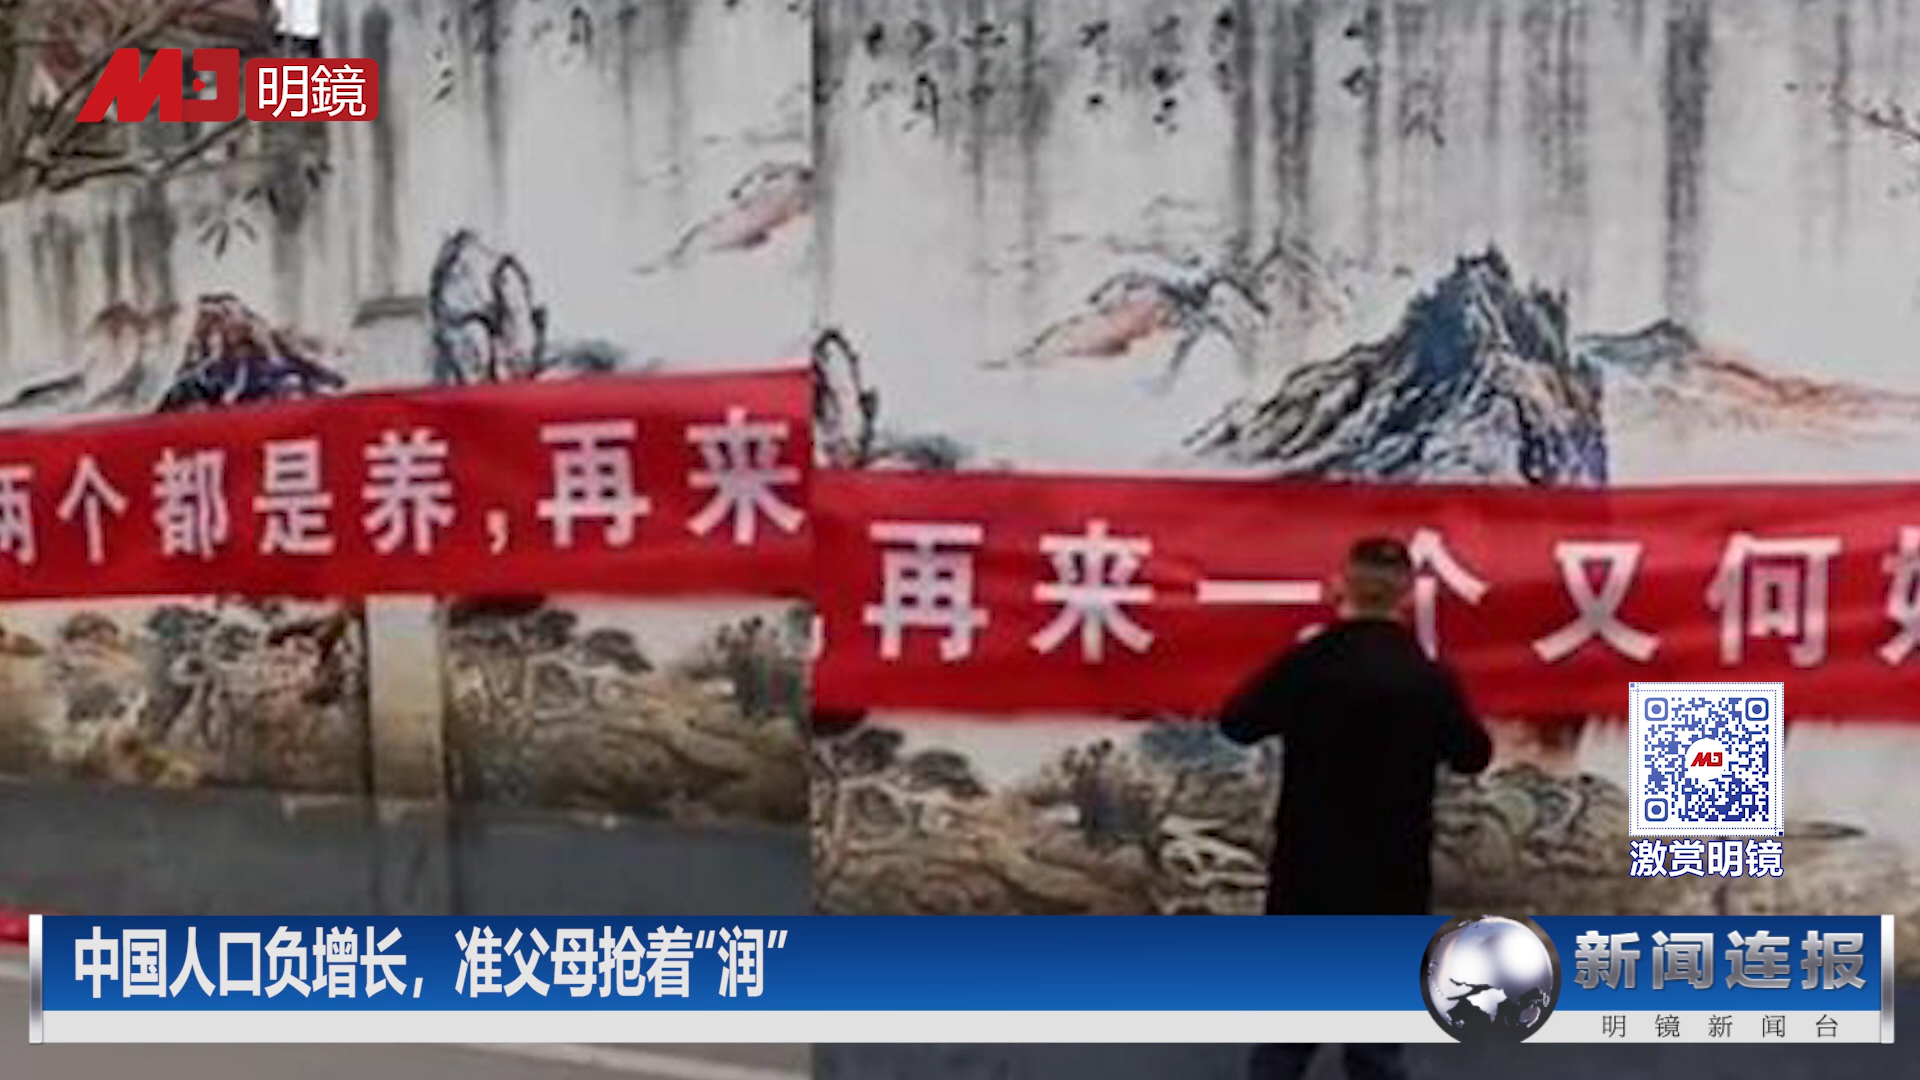 MD 明鏡
两个都是养,再来
,再来一个又何
激赏明镜
中国人口负增长，准父母抢着“润”
新闻连报
明镜新闻台